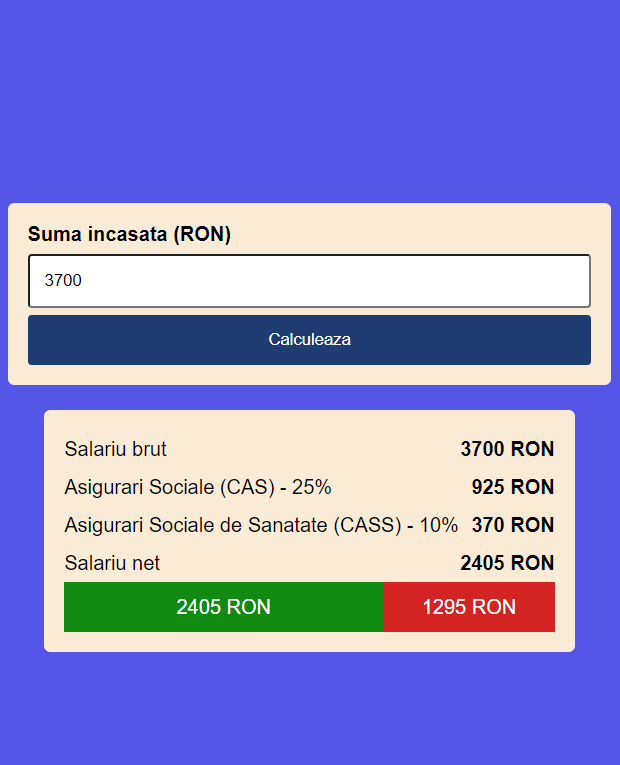 Suma incasata (RON)
3700
Calculeaza
Salariu brut 3700 RON
Asigurari Sociale (CAS) - 25% 925 RON
Asigurari Sociale de Sanatate (CASS) - 10% 370 RON
Salariu net 2405 RON
2405 RON 1295 RON